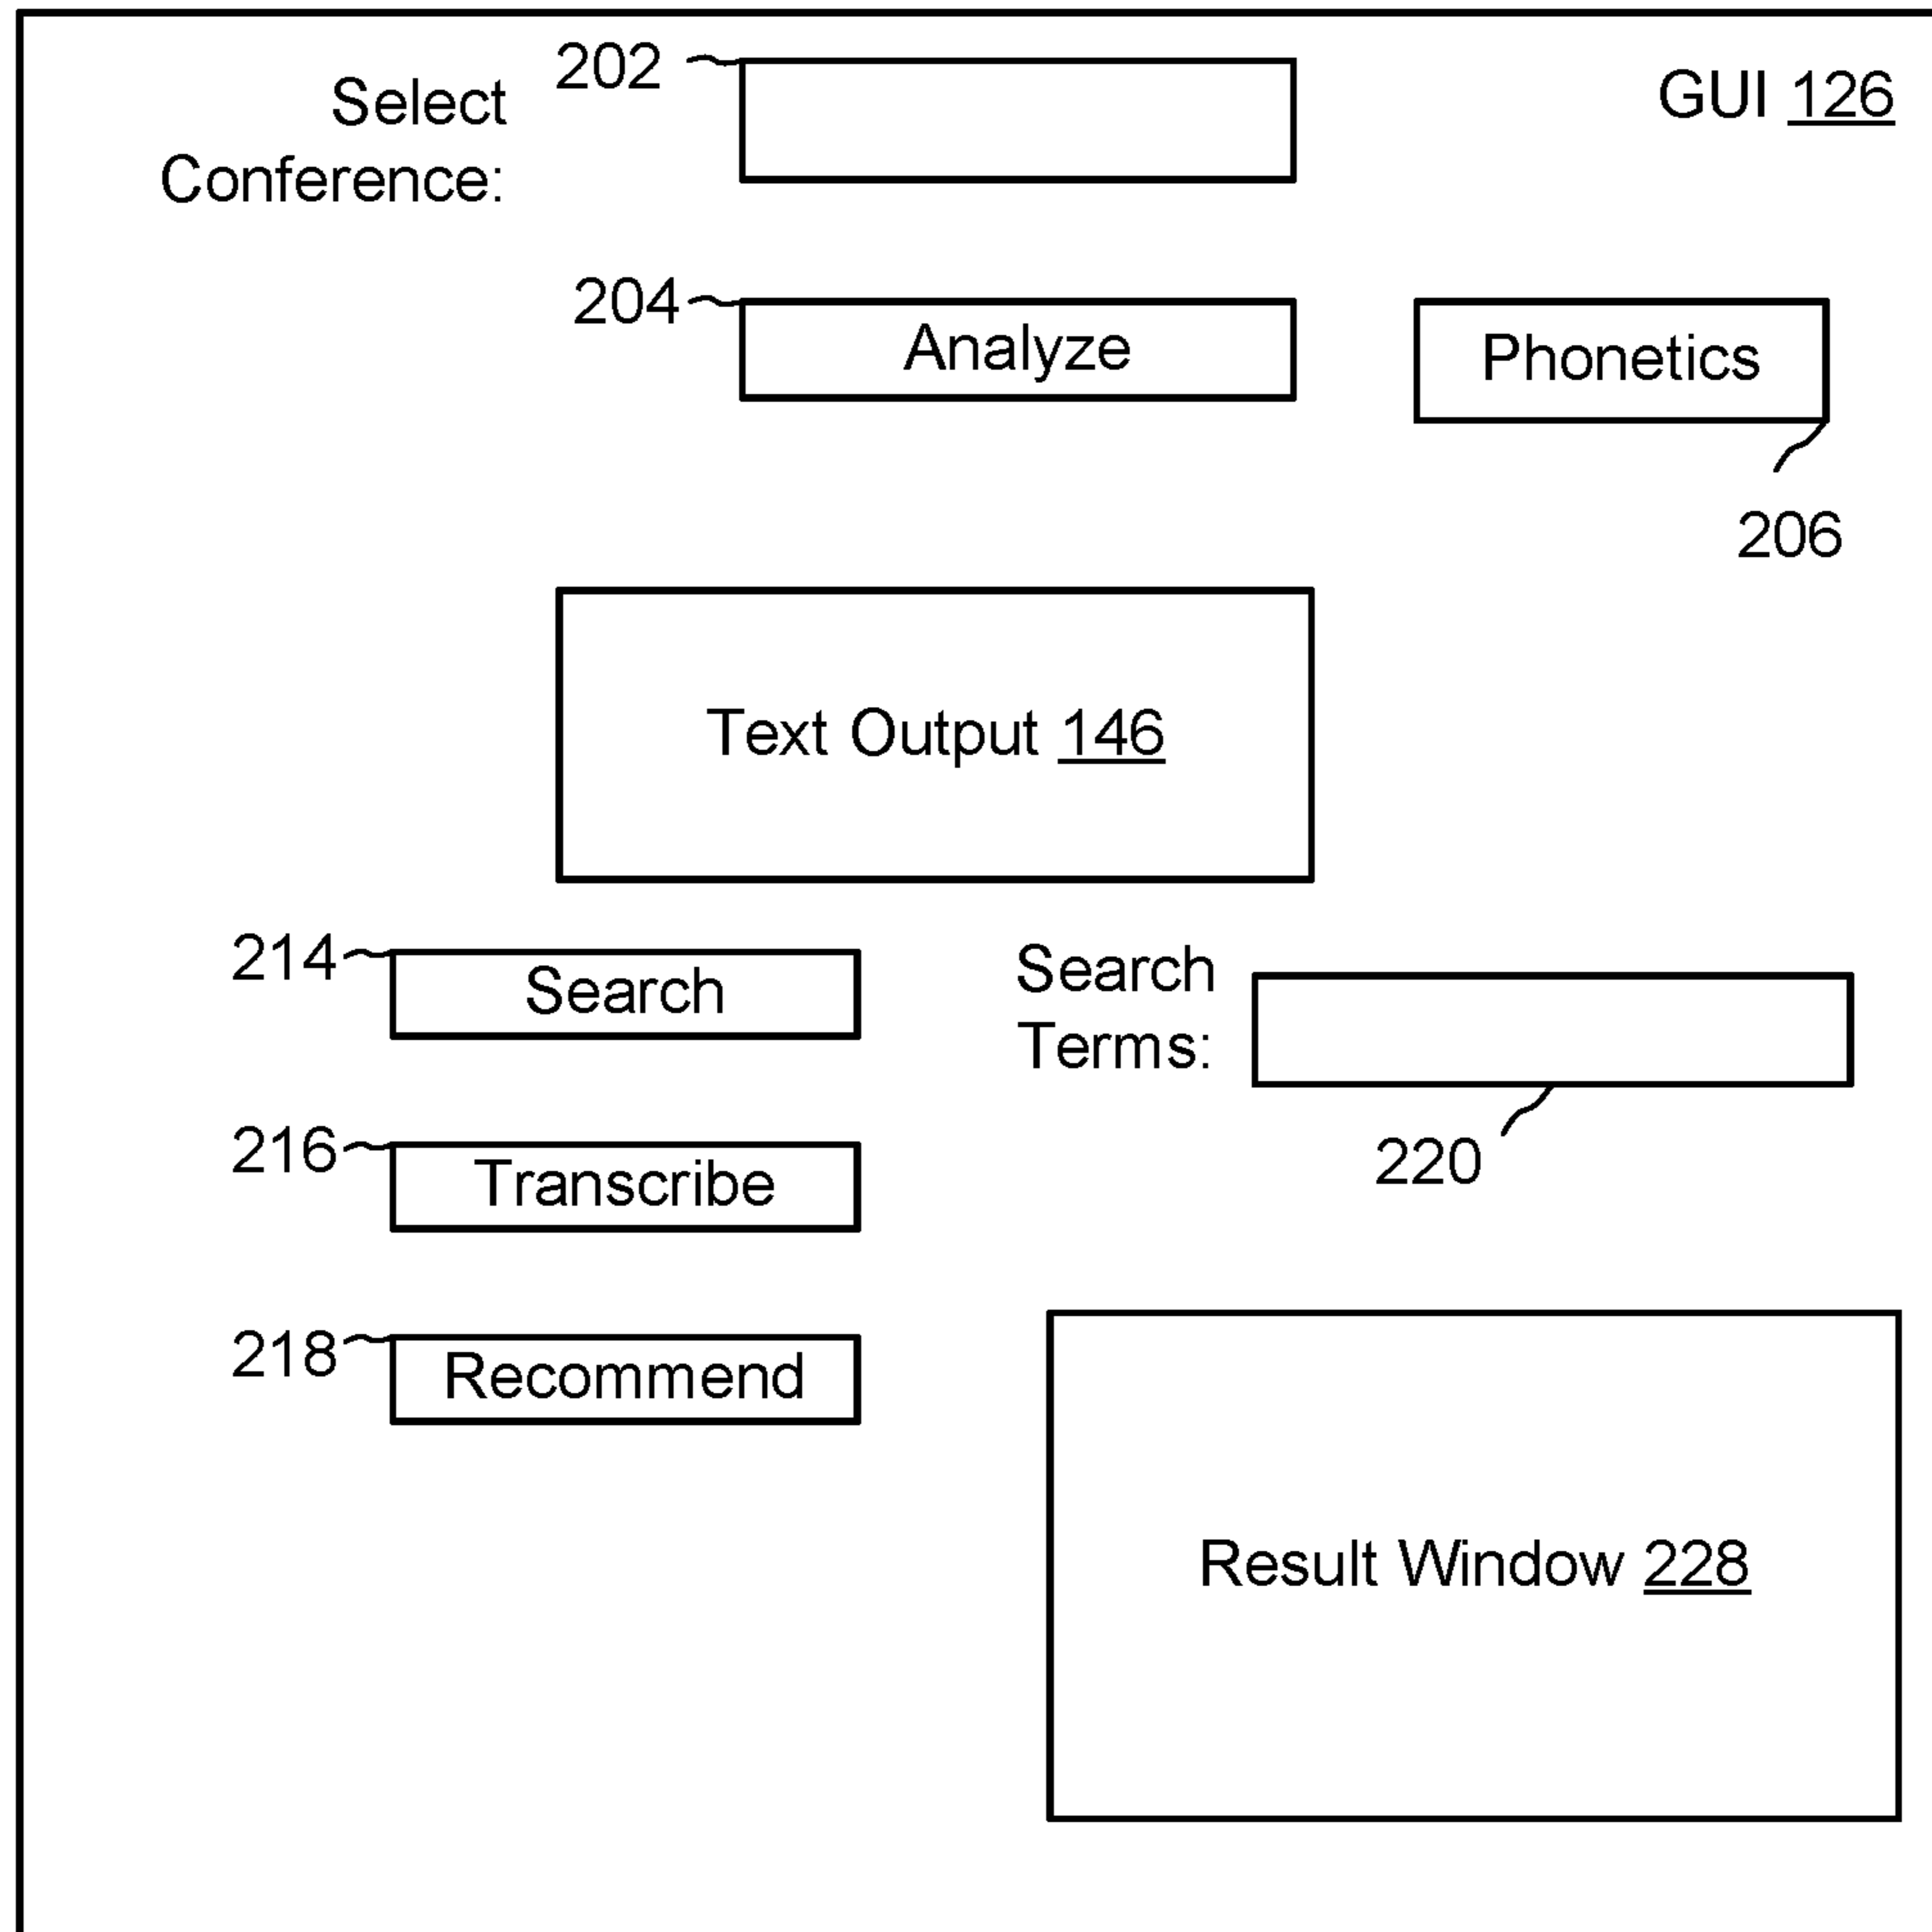 202
GUI 126
Select
Conference:
204
Analyze
Phonetics
206
Text Output 146
214
Search
Search
Terms:
220
216
Transcribe
218
Recommend
Result Window 228